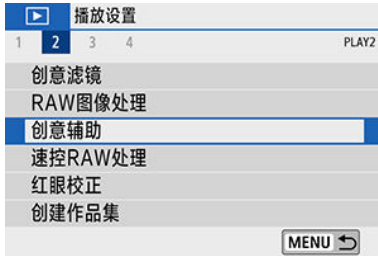 播放设置
1 2 3 4 PLAY2
创意滤镜
RAW图像处理
创意辅助
速控RAW处理
红眼校正
创建作品集
MENU